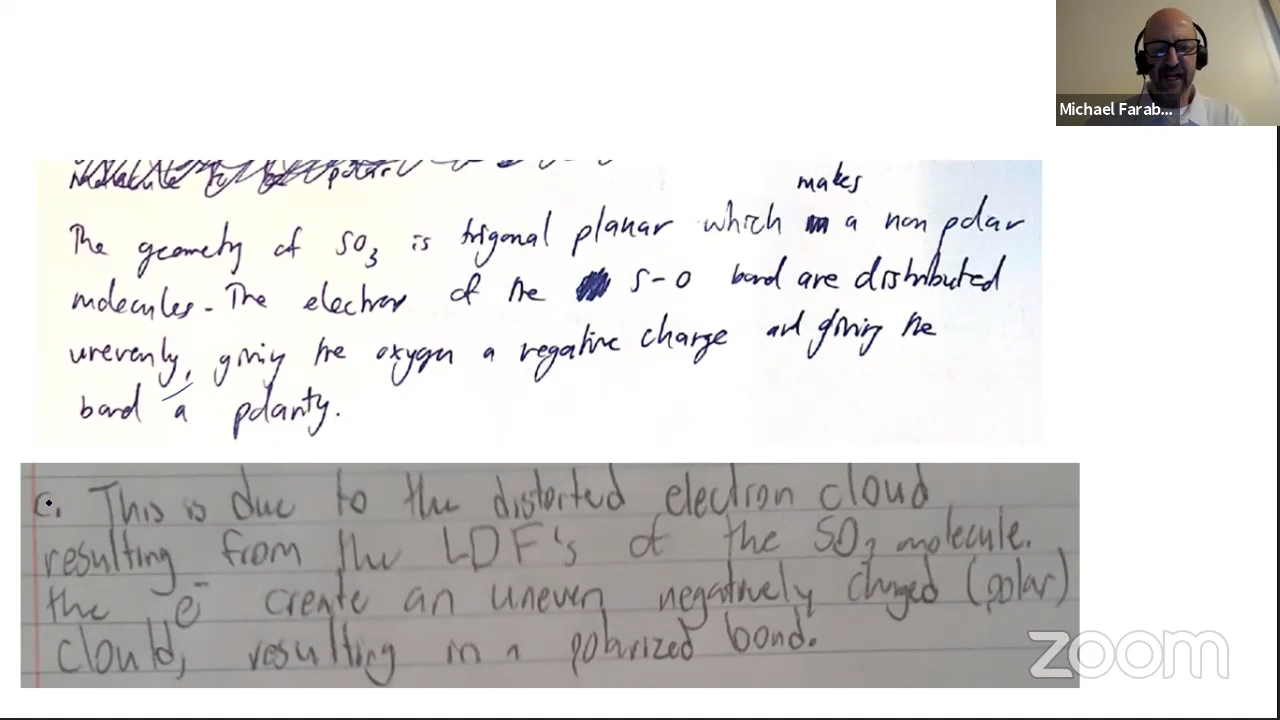 Michael Farab...
molecule polar
makes
The geometry of SO3 is trigonal planar which a non polar
molecules. The electron of the S-O bond are distributed
unevenly, giving the oxygen a negative charge and giving the
bond a polarity.
c. This is due to the distorted electron cloud
resulting from the LDF's of the SO3 molecule.
the e- create an uneven negatively charged (polar)
clould, resulting in a polarized bond.
zoom